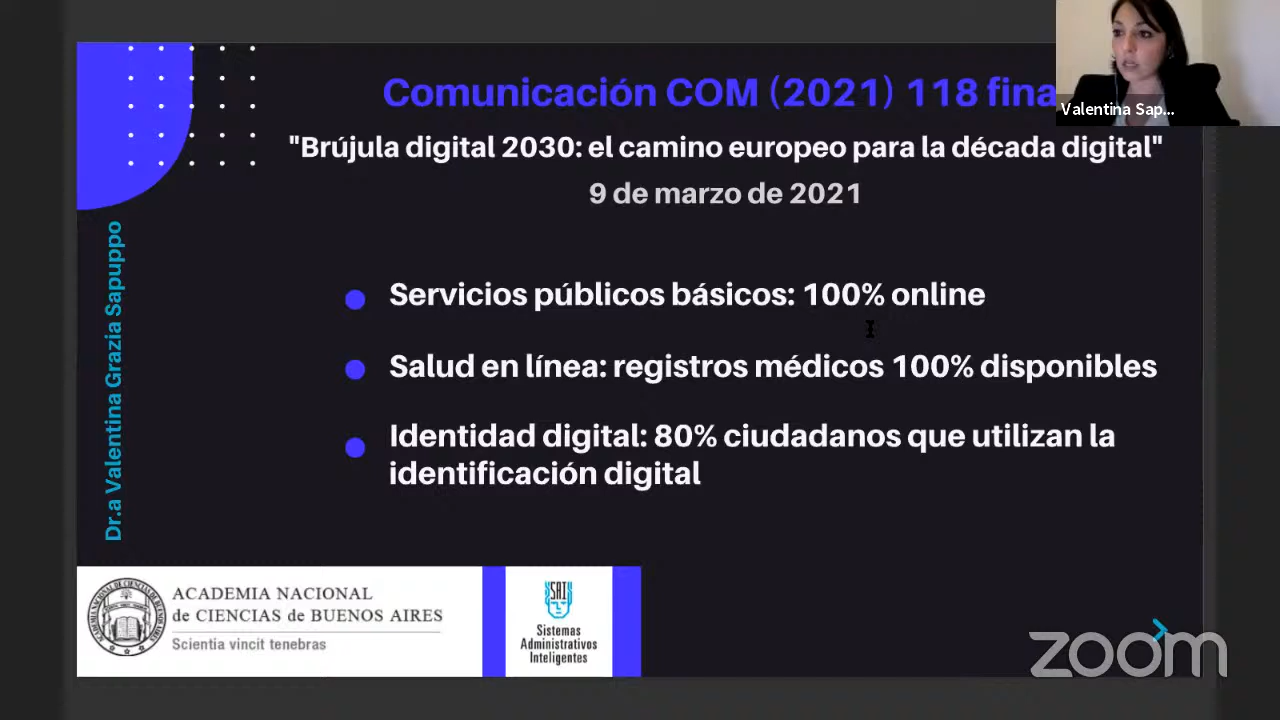 Comunicación COM (2021) 118 fina
Valentina Sap...
"Brújula digital 2030: el camino europeo para la década digital"
9 de marzo de 2021
Dr.a Valentina Grazia Sapuppo
Servicios públicos básicos: 100% online
Salud en línea: registros médicos 100% disponibles
Identidad digital: 80% ciudadanos que utilizan la
identificación digital
ACADEMIA NACIONAL
de CIENCIAS de BUENOS AIRES
Scientia vincit tenebras
SAI
Sistemas
Administrativos
Inteligentes
zoom